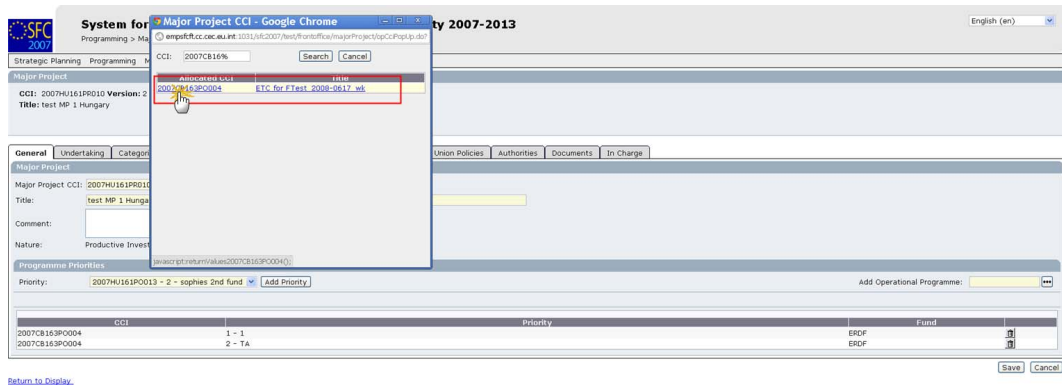 SFC
2007
System for
ty 2007-2013
English (en)
Programming > Ma
Strategic Planning Programming M
Major Project
CCI: 2007HU161PR010 Version: 2
Title: test MP 1 Hungary
Major Project CCI - Google Chrome
empsfcft.cc.cec.eu.int:1031/sfc2007/test/frontoffice/majorProject/opCciPopUp.do?
CCI: 2007CB16% Search Cancel
Allocated CCI Title
2007CB163PO004 ETC for FTest_2008-0617_wk
javascript:returnValues2007CB163PO004();
General Undertaking Categori Union Policies Authorities Documents In Charge
Major Project
Major Project CCI: 2007HU161PR010
Title: test MP 1 Hunga
Comment:
Nature: Productive Invest
Programme Priorities
Priority: 2007HU161PO013 - 2 - sophies 2nd fund Add Priority Add Operational Programme: ...
CCI Priority Fund
2007CB163PO004 1 - 1 ERDF
2007CB163PO004 2 - TA ERDF
Save Cancel
Return to Display